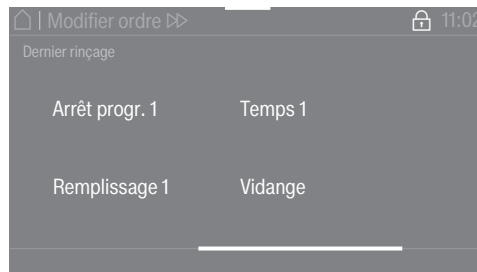 | Modifier ordre 11:02
Dernier rinçage
Arrêt progr. 1 Temps 1
Remplissage 1 Vidange